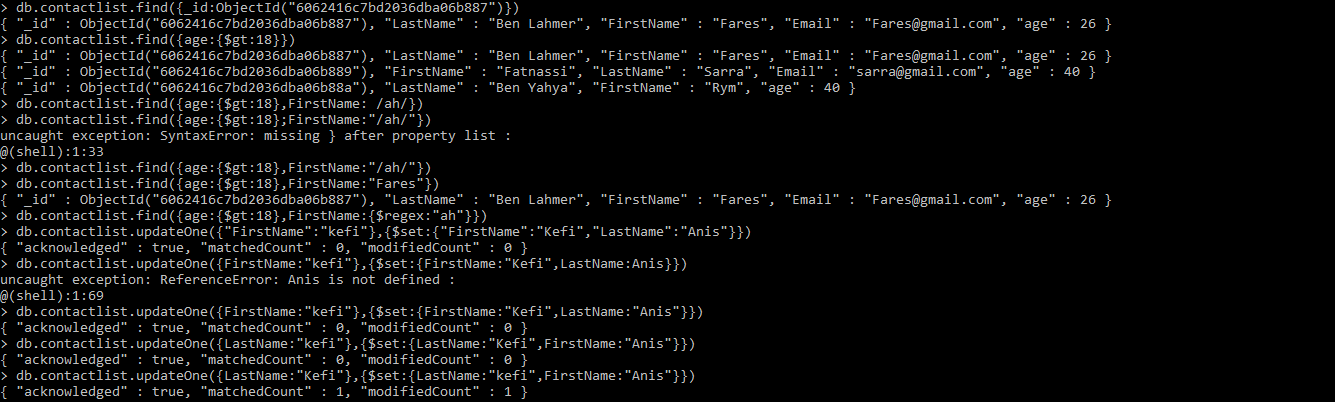 > db.contactlist.find({_id:ObjectId("6062416c7bd2036dba06b887")})
{ "_id" : ObjectId("6062416c7bd2036dba06b887"), "LastName" : "Ben Lahmer", "FirstName" : "Fares", "Email" : "Fares@gmail.com", "age" : 26 }
> db.contactlist.find({age:{$gt:18}})
{ "_id" : ObjectId("6062416c7bd2036dba06b887"), "LastName" : "Ben Lahmer", "FirstName" : "Fares", "Email" : "Fares@gmail.com", "age" : 26 }
{ "_id" : ObjectId("6062416c7bd2036dba06b889"), "FirstName" : "Fatnassi", "LastName" : "Sarra", "Email" : "sarra@gmail.com", "age" : 40 }
{ "_id" : ObjectId("6062416c7bd2036dba06b88a"), "LastName" : "Ben Yahya", "FirstName" : "Rym", "age" : 40 }
> db.contactlist.find({age:{$gt:18},FirstName: /ah/})
> db.contactlist.find({age:{$gt:18};FirstName:"/ah/"})
uncaught exception: SyntaxError: missing } after property list :
@(shell):1:33
> db.contactlist.find({age:{$gt:18},FirstName:"/ah/"})
> db.contactlist.find({age:{$gt:18},FirstName:"Fares"})
{ "_id" : ObjectId("6062416c7bd2036dba06b887"), "LastName" : "Ben Lahmer", "FirstName" : "Fares", "Email" : "Fares@gmail.com", "age" : 26 }
> db.contactlist.find({age:{$gt:18},FirstName:{$regex:"ah"}})
> db.contactlist.updateOne({"FirstName":"kefi"},{$set:{"FirstName":"Kefi","LastName":"Anis"}})
{ "acknowledged" : true, "matchedCount" : 0, "modifiedCount" : 0 }
> db.contactlist.updateOne({FirstName:"kefi"},{$set:{FirstName:"Kefi",LastName:Anis}})
uncaught exception: ReferenceError: Anis is not defined :
@(shell):1:69
> db.contactlist.updateOne({FirstName:"kefi"},{$set:{FirstName:"Kefi",LastName:"Anis"}})
{ "acknowledged" : true, "matchedCount" : 0, "modifiedCount" : 0 }
> db.contactlist.updateOne({LastName:"kefi"},{$set:{LastName:"Kefi",FirstName:"Anis"}})
{ "acknowledged" : true, "matchedCount" : 0, "modifiedCount" : 0 }
> db.contactlist.updateOne({LastName:"Kefi"},{$set:{LastName:"kefi",FirstName:"Anis"}})
{ "acknowledged" : true, "matchedCount" : 1, "modifiedCount" : 1 }